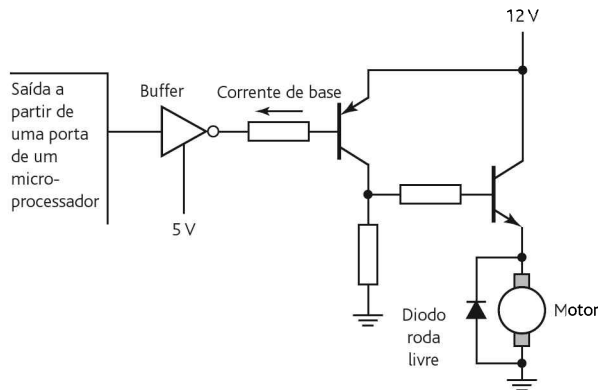 12 V
Saída a
partir de
uma porta
de um
micro-
processador
Buffer
Corrente de base
5 V
Diodo
roda
livre
Motor